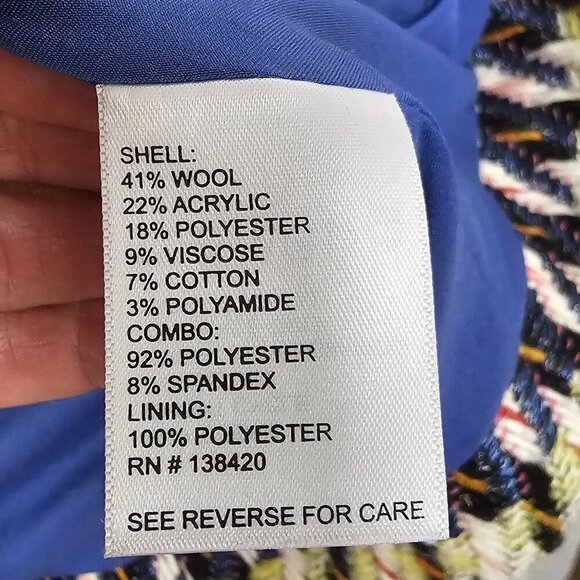 SHELL:
41% WOOL
22% ACRYLIC
18% POLYESTER
9% VISCOSE
7% COTTON
3% POLYAMIDE
COMBO:
92% POLYESTER
8% SPANDEX
LINING:
100% POLYESTER
RN # 138420
SEE REVERSE FOR CARE